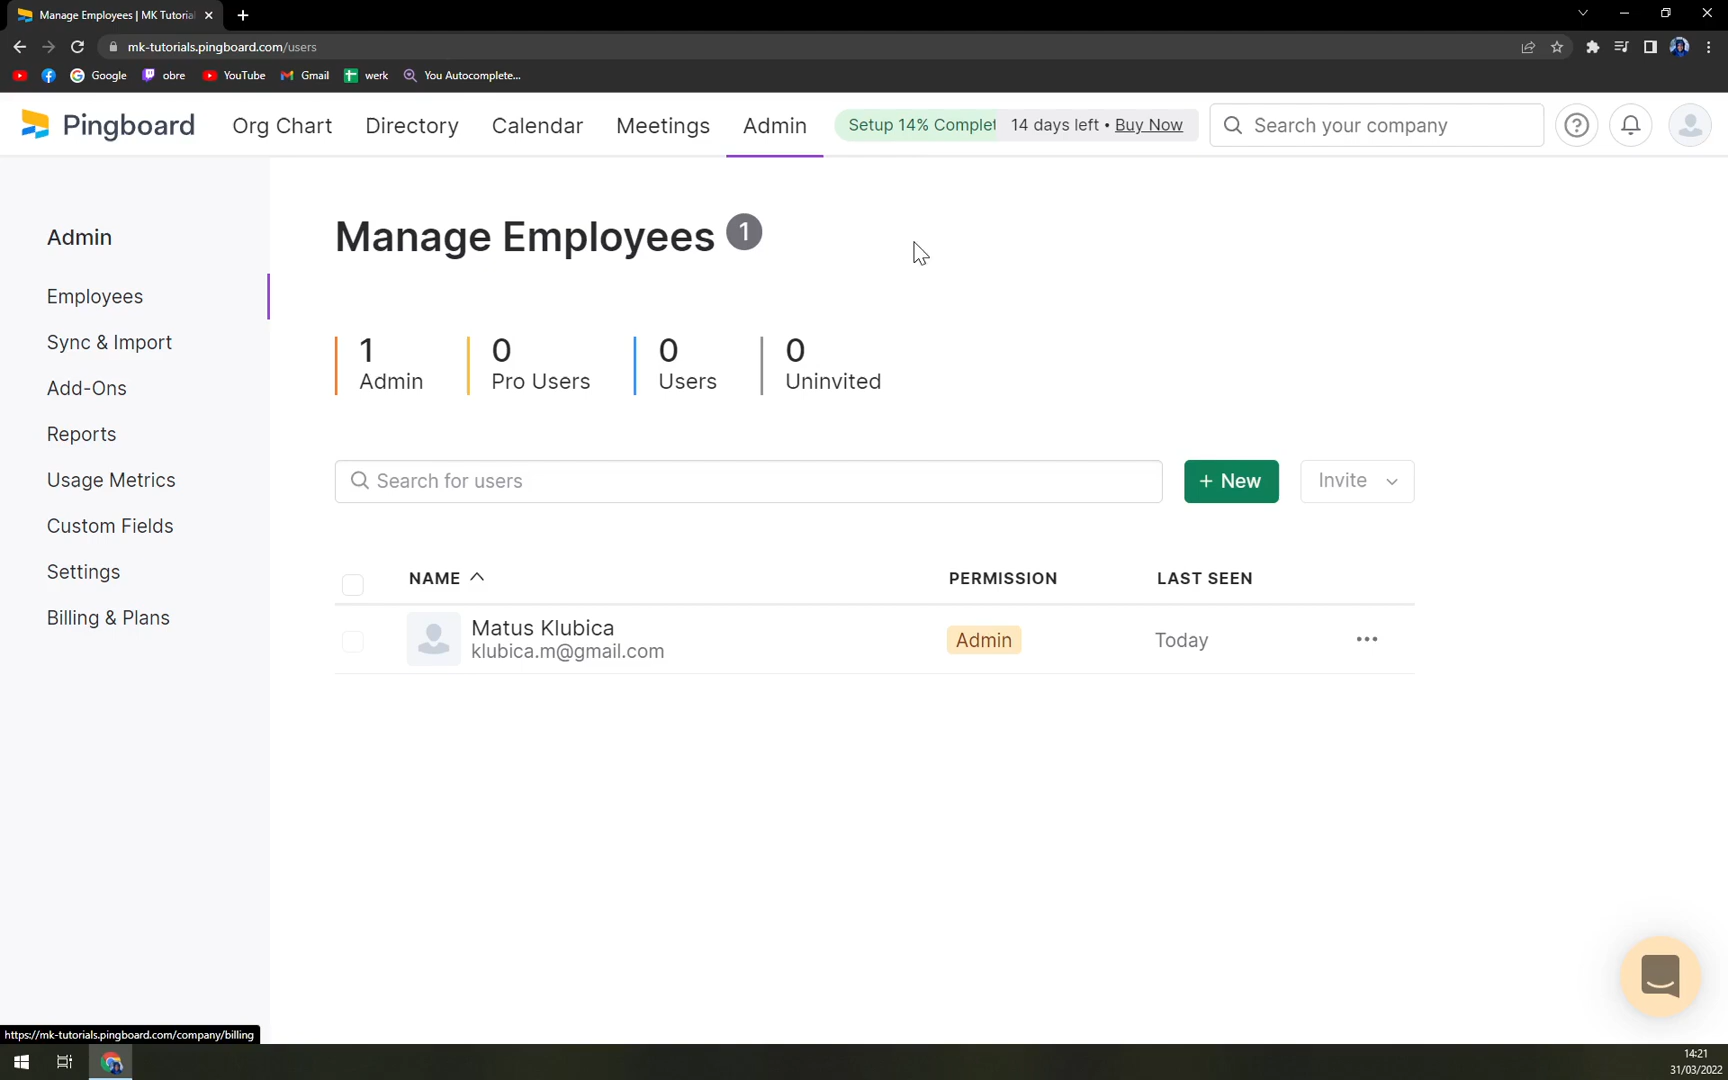 Manage Employees | MK Tutorial
mk-tutorials.pingboard.com/users
Google
obre
YouTube
Gmail
werk
You Autocomplete...
Pingboard
Org Chart
Directory
Calendar
Meetings
Admin
Setup 14% Complet
14 days left • Buy Now
Search your company
Admin
Employees
Sync & Import
Add-Ons
Reports
Usage Metrics
Custom Fields
Settings
Billing & Plans
Manage Employees 1
1
Admin
0
Pro Users
0
Users
0
Uninvited
Search for users
+ New
Invite
NAME
PERMISSION
LAST SEEN
Matus Klubica
klubica.m@gmail.com
Admin
Today
https://mk-tutorials.pingboard.com/company/billing
14:21
31/03/2022